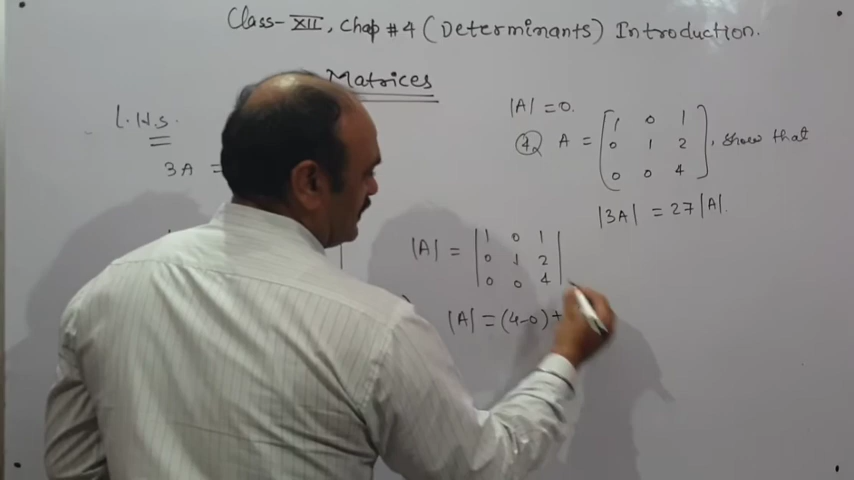 Class-XII, Chap #4 (Determinants) Introduction.
Matrices
L.H.S.
3A =
|A| = 0.
4 A = [1 0 1
0 1 2
0 0 4], show that
|3A| = 27|A|.
|A| = |1 0 1
0 1 2
0 0 4|
|A| = (4-0)+